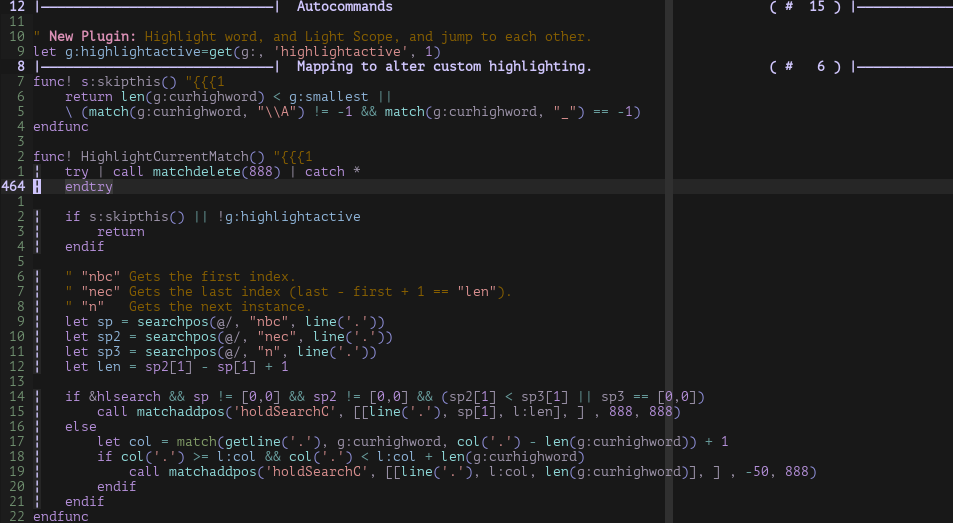 12 |—————————————————————————————|  Autocommands                                               ( #  15 ) |————————————
11
10 " New Plugin: Highlight word, and Light Scope, and jump to each other.
9 let g:highlightactive=get(g:, 'highlightactive', 1)
8 |—————————————————————————————|  Mapping to alter custom highlighting.                      ( #   6 ) |————————————
7 func! s:skipthis() "{{{1
6     return len(g:curhighword) < g:smallest ||
5     \ (match(g:curhighword, "\\A") != -1 && match(g:curhighword, "_") == -1)
4 endfunc
3
2 func! HighlightCurrentMatch() "{{{1
1 ¦   try | call matchdelete(888) | catch *
464 ¦   endtry
1 ¦
2 ¦   if s:skipthis() || !g:highlightactive
3 ¦       return
4 ¦   endif
5
6 ¦   " "nbc" Gets the first index.
7 ¦   " "nec" Gets the last index (last - first + 1 == "len").
8 ¦   " "n"   Gets the next instance.
9 ¦   let sp = searchpos(@/, "nbc", line('.'))
10 ¦   let sp2 = searchpos(@/, "nec", line('.'))
11 ¦   let sp3 = searchpos(@/, "n", line('.'))
12 ¦   let len = sp2[1] - sp[1] + 1
13
14 ¦   if &hlsearch && sp != [0,0] && sp2 != [0,0] && (sp2[1] < sp3[1] || sp3 == [0,0])
15 ¦       call matchaddpos('holdSearchC', [[line('.'), sp[1], l:len], ] , 888, 888)
16 ¦   else
17 ¦       let col = match(getline('.'), g:curhighword, col('.') - len(g:curhighword)) + 1
18 ¦       if col('.') >= l:col && col('.') < l:col + len(g:curhighword)
19 ¦           call matchaddpos('holdSearchC', [[line('.'), l:col, len(g:curhighword)], ] , -50, 888)
20 ¦       endif
21 ¦   endif
22 endfunc